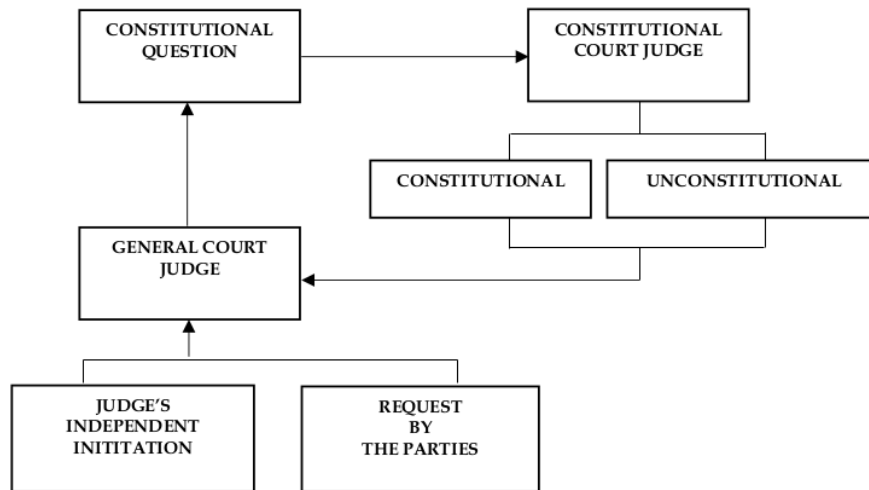 CONSTITUTIONAL
QUESTION
CONSTITUTIONAL
COURT JUDGE
CONSTITUTIONAL
UNCONSTITUTIONAL
GENERAL COURT
JUDGE
JUDGE'S
INDEPENDENT
INITITATION
REQUEST
BY
THE PARTIES